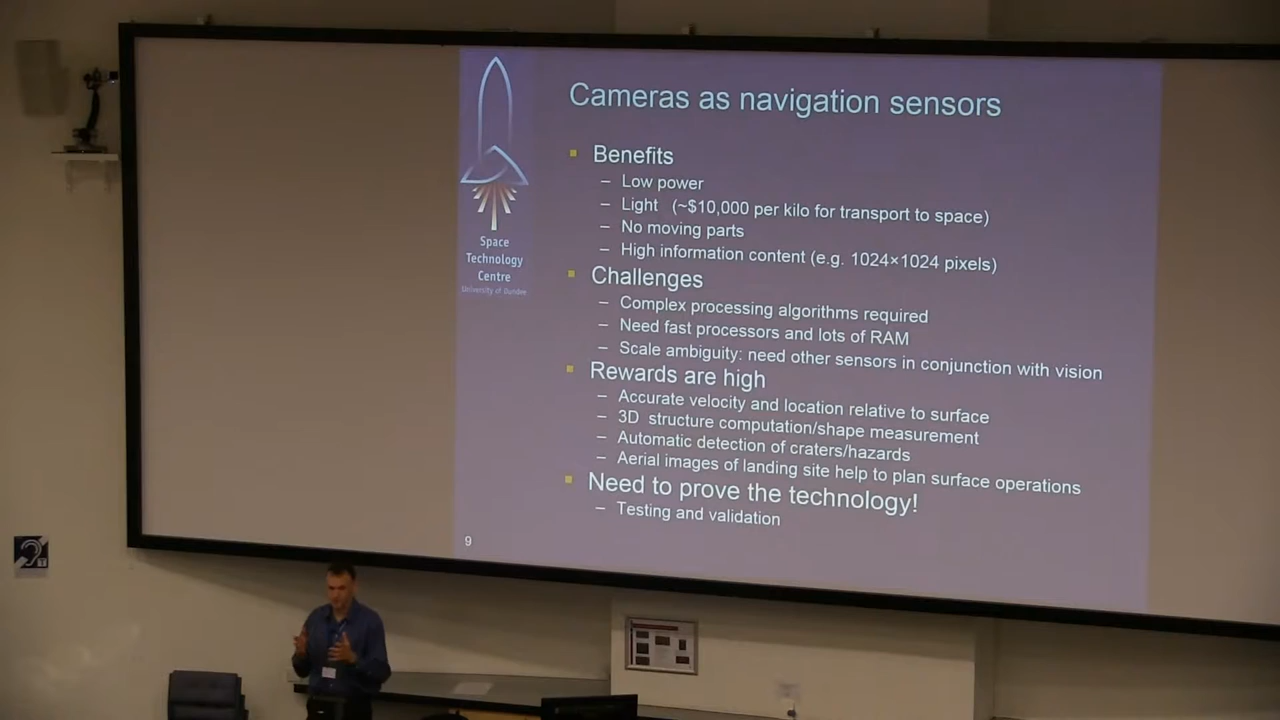 Cameras as navigation sensors
Benefits
– Low power
– Light (~$10,000 per kilo for transport to space)
– No moving parts
– High information content (e.g. 1024×1024 pixels)
Challenges
– Complex processing algorithms required
– Need fast processors and lots of RAM
– Scale ambiguity: need other sensors in conjunction with vision
Rewards are high
– Accurate velocity and location relative to surface
– 3D structure computation/shape measurement
– Automatic detection of craters/hazards
– Aerial images of landing site help to plan surface operations
Need to prove the technology!
– Testing and validation
Space
Technology
Centre
University of Dundee
9
T